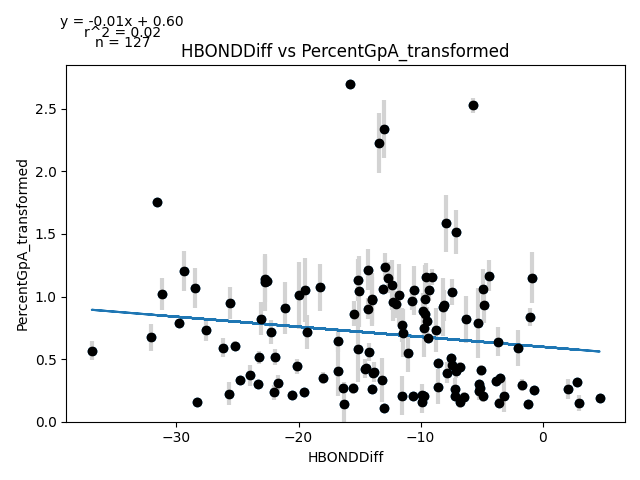 y = -0.01x + 0.60
r^2 = 0.02
n = 127
HBONDDiff vs PercentGpA_transformed
PercentGpA_transformed
2.5
2.0
1.5
1.0
0.5
0.0
−30
−20
−10
0
HBONDDiff